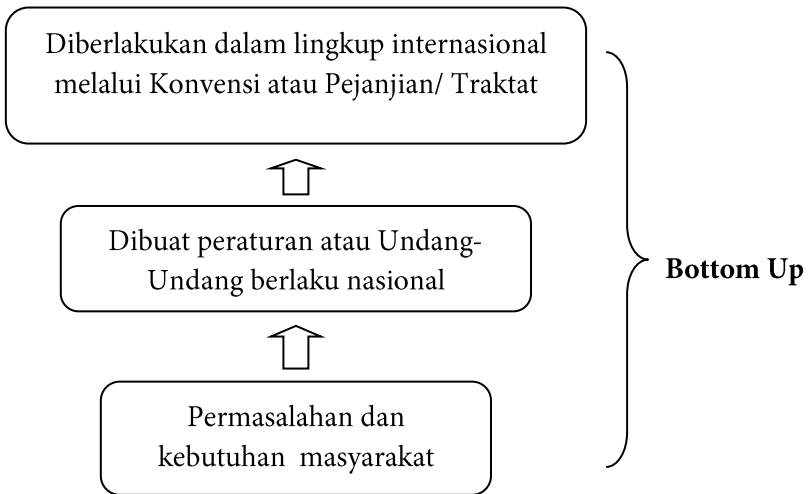 Diberlakukan dalam lingkup internasional
melalui Konvensi atau Pejanjian/ Traktat
Dibuat peraturan atau Undang-
Undang berlaku nasional
Bottom Up
Permasalahan dan
kebutuhan masyarakat